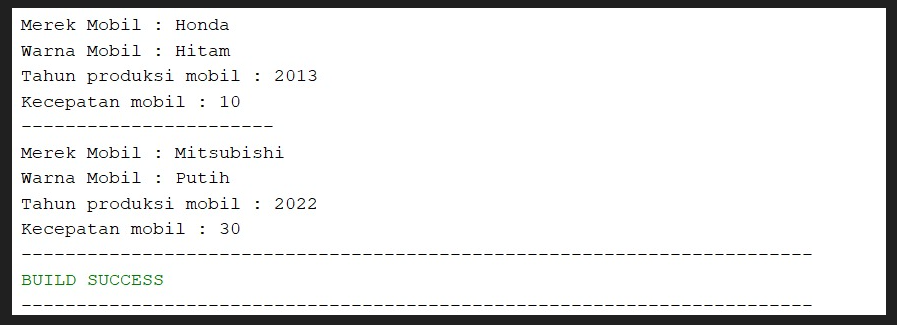 Merek Mobil : Honda
Warna Mobil : Hitam
Tahun produksi mobil : 2013
Kecepatan mobil : 10
-----------------------
Merek Mobil : Mitsubishi
Warna Mobil : Putih
Tahun produksi mobil : 2022
Kecepatan mobil : 30
------------------------------------------------------------------------
BUILD SUCCESS
------------------------------------------------------------------------